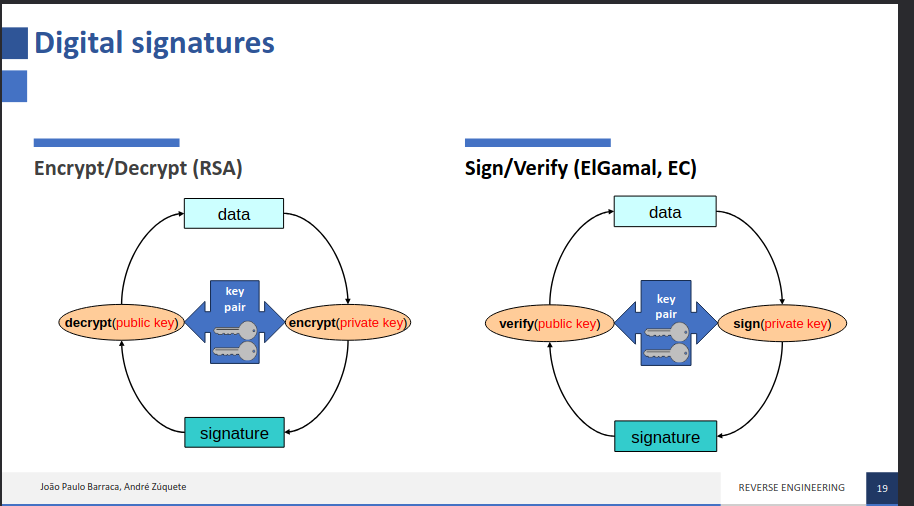 Digital signatures
Encrypt/Decrypt (RSA)
data
key
pair
decrypt(public key)
encrypt(private key)
signature
Sign/Verify (ElGamal, EC)
data
key
pair
verify(public key)
sign(private key)
signature
João Paulo Barraca, André Zúquete
REVERSE ENGINEERING
19